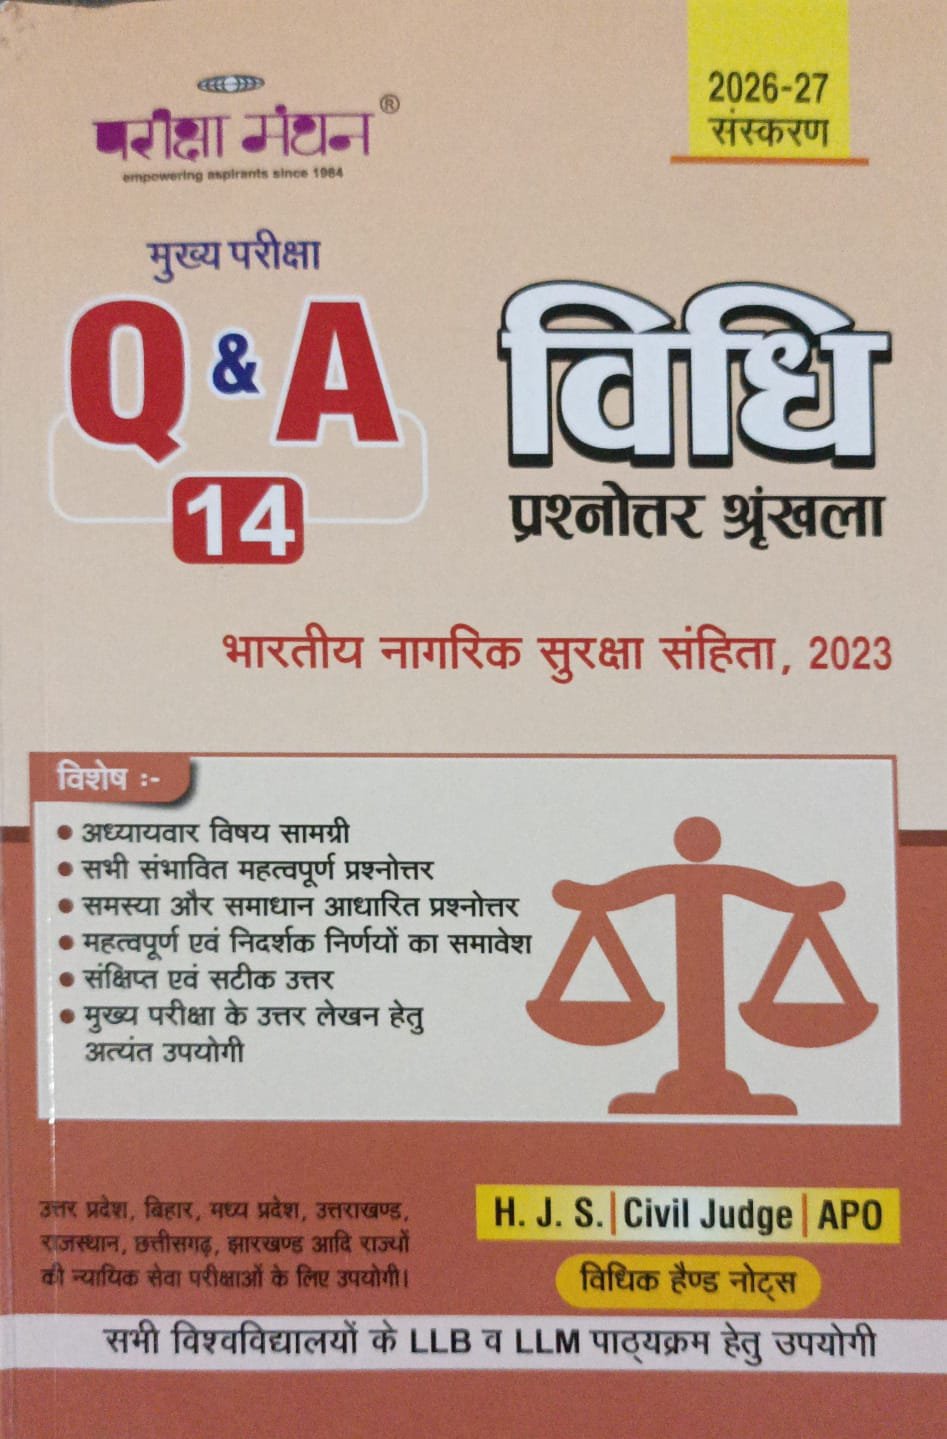 2026-27
संस्करण
परीक्षा मंथन®
empowering aspirants since 1984
मुख्य परीक्षा
Q & A
14
विधि
प्रश्नोत्तर श्रृंखला
भारतीय नागरिक सुरक्षा संहिता, 2023
विशेष :-
• अध्यायवार विषय सामग्री
• सभी संभावित महत्वपूर्ण प्रश्नोत्तर
• समस्या और समाधान आधारित प्रश्नोत्तर
• महत्वपूर्ण एवं निदर्शक निर्णयों का समावेश
• संक्षिप्त एवं सटीक उत्तर
• मुख्य परीक्षा के उत्तर लेखन हेतु
अत्यंत उपयोगी
उत्तर प्रदेश, बिहार, मध्य प्रदेश, उत्तराखण्ड,
राजस्थान, छत्तीसगढ़, झारखण्ड आदि राज्यों
की न्यायिक सेवा परीक्षाओं के लिए उपयोगी।
H. J. S. | Civil Judge | APO
विधिक हैण्ड नोट्स
सभी विश्वविद्यालयों के LLB व LLM पाठ्यक्रम हेतु उपयोगी